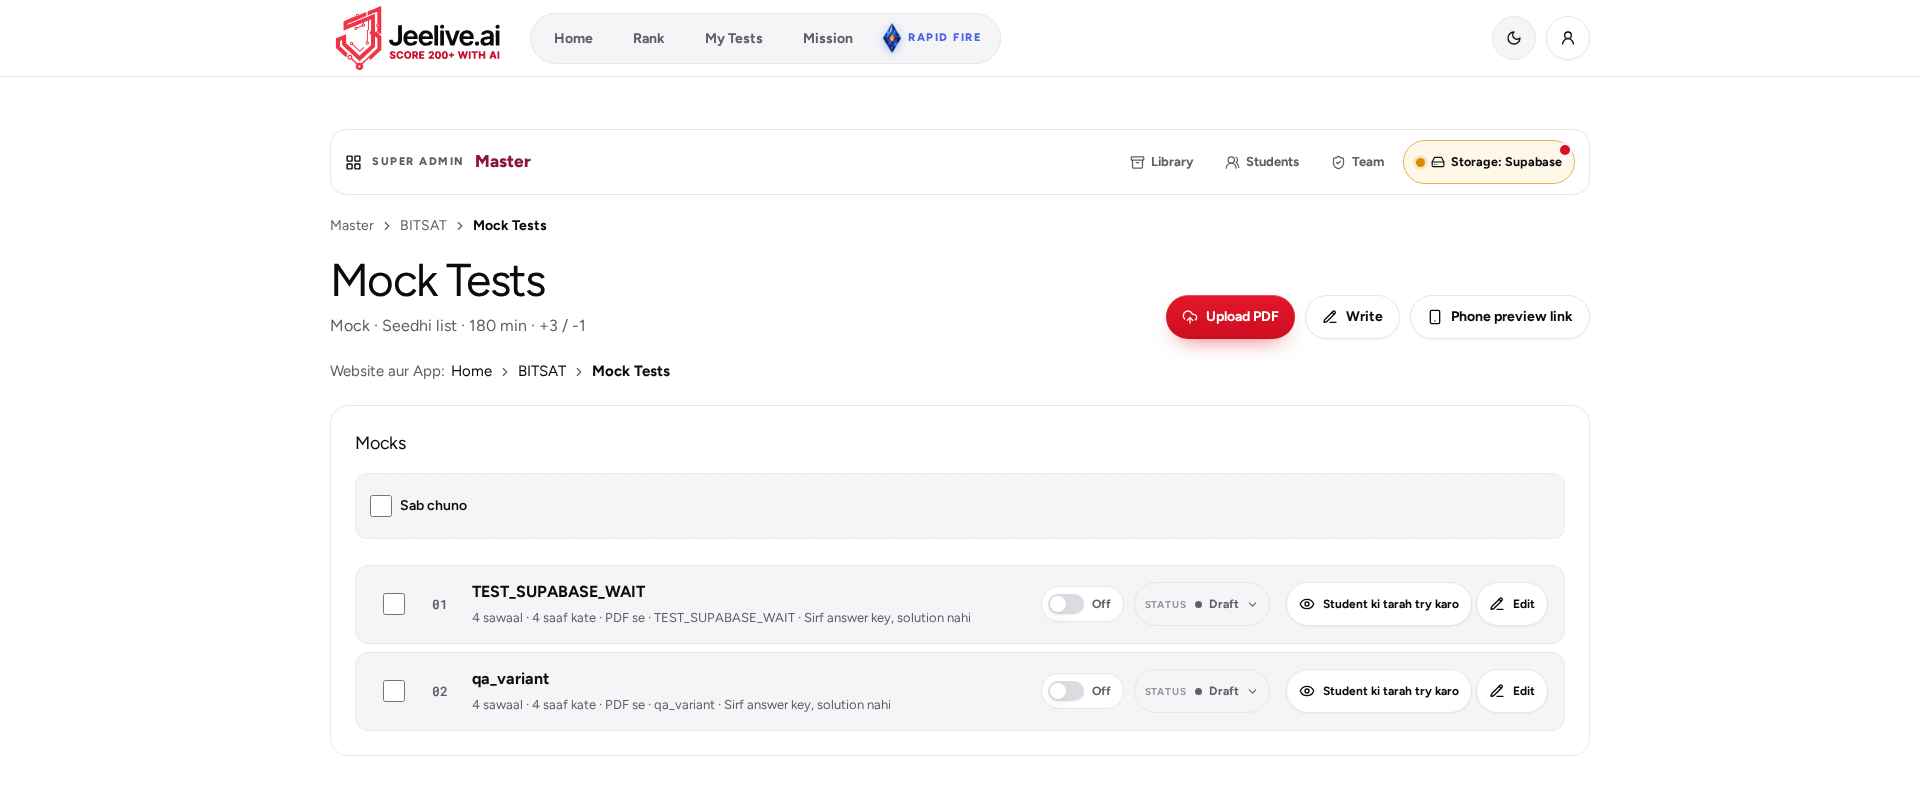 Jeelive.ai
SCORE 200+ WITH AI
Home Rank My Tests Mission RAPID FIRE
SUPER ADMIN Master Library Students Team Storage: Supabase
Master > BITSAT > Mock Tests
Mock Tests
Mock · Seedhi list · 180 min · +3 / -1
Upload PDF Write Phone preview link
Website aur App: Home > BITSAT > Mock Tests
Mocks
Sab chuno
01 TEST_SUPABASE_WAIT
4 sawaal · 4 saaf kate · PDF se · TEST_SUPABASE_WAIT · Sirf answer key, solution nahi
Off STATUS Draft Student ki tarah try karo Edit
02 qa_variant
4 sawaal · 4 saaf kate · PDF se · qa_variant · Sirf answer key, solution nahi
Off STATUS Draft Student ki tarah try karo Edit